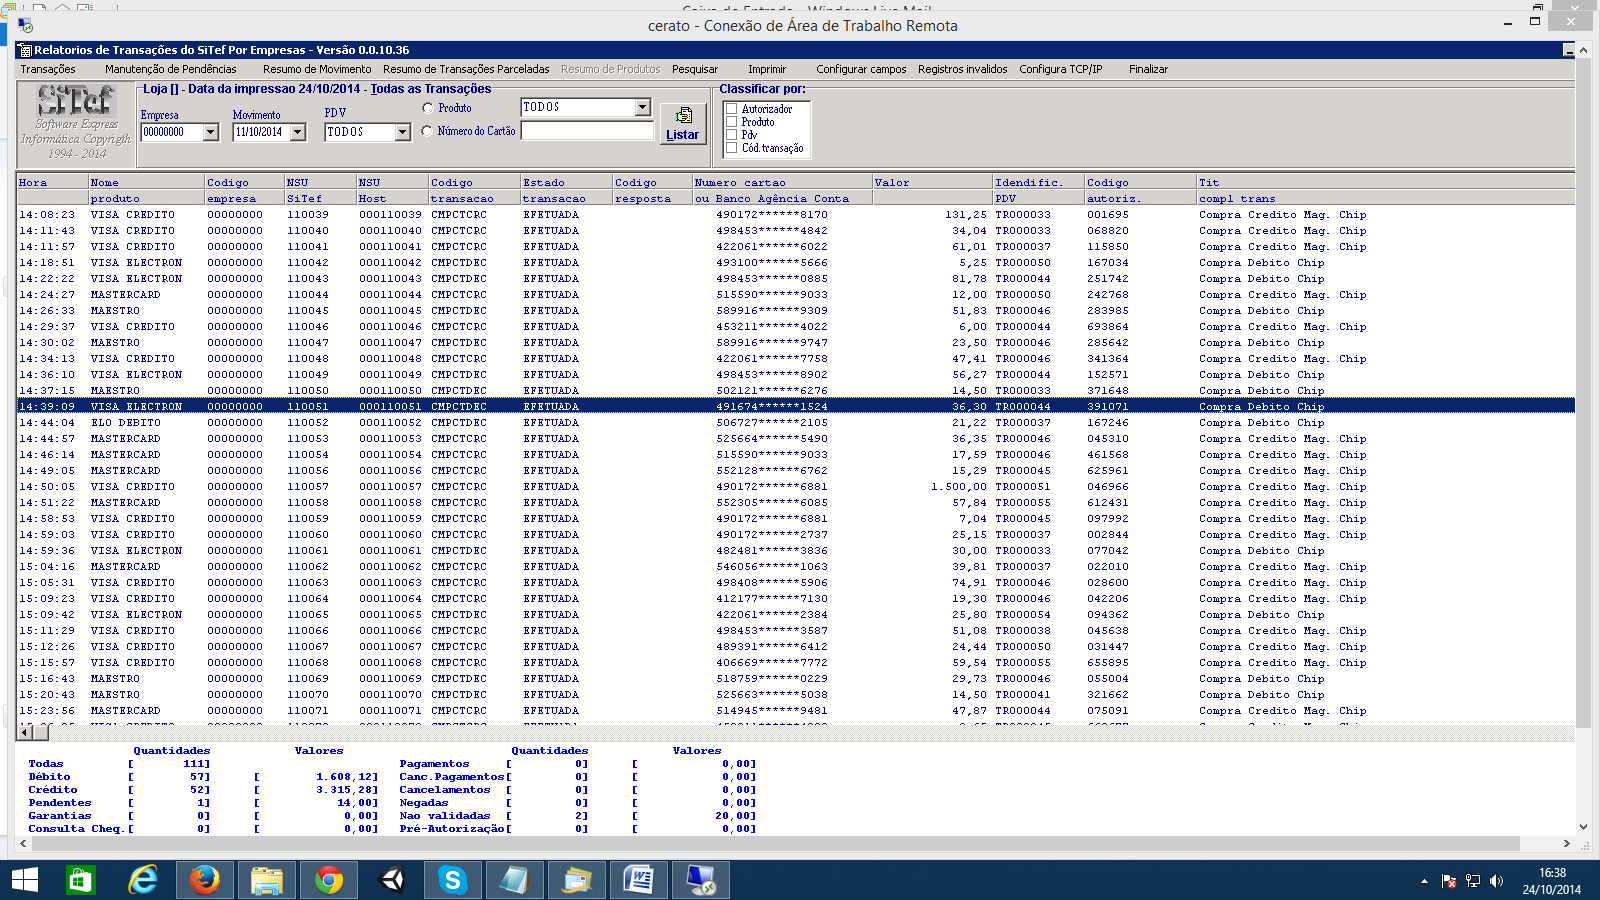 cerato - Conexão de Área de Trabalho Remota
Relatorios de Transações do SiTef Por Empresas - Versão 0.0.10.36
Transações Manutenção de Pendências Resumo de Movimento Resumo de Transações Parceladas Resumo de Produtos Pesquisar Imprimir Configurar campos Registros invalidos Configura TCP/IP Finalizar
SiTef
Software Express
Informática Copyrigth
1994 - 2014
Loja [] - Data da impressao 24/10/2014 - Todas as Transações
Empresa Movimento PDV
00000000 11/10/2014 TODOS
Produto TODOS
Número do Cartão
Listar
Classificar por:
Autorizador
Produto
Pdv
Cód.transação
Hora Nome Codigo NSU NSU Codigo Estado Codigo Numero cartao Valor Idendific. Codigo Tit
produto empresa SiTef Host transacao transacao resposta ou Banco Agência Conta PDV autoriz. compl trans
14:08:23 VISA CREDITO 00000000 110039 000110039 CMPCTCRC EFETUADA 490172******8170 131,25 TR000033 001695 Compra Credito Mag. Chip
14:11:43 VISA CREDITO 00000000 110040 000110040 CMPCTCRC EFETUADA 498453******4842 34,04 TR000033 068820 Compra Credito Mag. Chip
14:11:57 VISA CREDITO 00000000 110041 000110041 CMPCTCRC EFETUADA 422061******6022 61,01 TR000037 115850 Compra Credito Mag. Chip
14:18:51 VISA ELECTRON 00000000 110042 000110042 CMPCTDEC EFETUADA 493100******5666 5,25 TR000050 167034 Compra Debito Chip
14:22:22 VISA ELECTRON 00000000 110043 000110043 CMPCTDEC EFETUADA 498453******0885 81,78 TR000044 251742 Compra Debito Chip
14:24:27 MASTERCARD 00000000 110044 000110044 CMPCTCRC EFETUADA 515590******9033 12,00 TR000050 242768 Compra Credito Mag. Chip
14:26:33 MAESTRO 00000000 110045 000110045 CMPCTDEC EFETUADA 589916******9309 51,83 TR000046 283985 Compra Debito Chip
14:29:37 VISA CREDITO 00000000 110046 000110046 CMPCTCRC EFETUADA 453211******4022 6,00 TR000044 693864 Compra Credito Mag. Chip
14:30:02 MAESTRO 00000000 110047 000110047 CMPCTDEC EFETUADA 589916******9747 23,50 TR000046 285642 Compra Debito Chip
14:34:13 VISA CREDITO 00000000 110048 000110048 CMPCTCRC EFETUADA 422061******7758 47,41 TR000046 341364 Compra Credito Mag. Chip
14:36:10 VISA ELECTRON 00000000 110049 000110049 CMPCTDEC EFETUADA 498453******8902 56,27 TR000044 152571 Compra Debito Chip
14:37:15 MAESTRO 00000000 110050 000110050 CMPCTDEC EFETUADA 502121******6276 14,50 TR000033 371648 Compra Debito Chip
14:39:09 VISA ELECTRON 00000000 110051 000110051 CMPCTDEC EFETUADA 491674******1524 36,30 TR000044 391071 Compra Debito Chip
14:44:04 ELO DEBITO 00000000 110052 000110052 CMPCTDEC EFETUADA 506727******2105 21,22 TR000037 167246 Compra Debito Chip
14:44:57 MASTERCARD 00000000 110053 000110053 CMPCTCRC EFETUADA 525664******5490 36,35 TR000046 045310 Compra Credito Mag. Chip
14:46:14 MASTERCARD 00000000 110054 000110054 CMPCTCRC EFETUADA 515590******9033 17,59 TR000046 461568 Compra Credito Mag. Chip
14:49:05 MASTERCARD 00000000 110056 000110056 CMPCTCRC EFETUADA 552128******6762 15,29 TR000045 625961 Compra Credito Mag. Chip
14:50:05 VISA CREDITO 00000000 110057 000110057 CMPCTCRC EFETUADA 490172******6881 1.500,00 TR000051 046966 Compra Credito Mag. Chip
14:51:22 MASTERCARD 00000000 110058 000110058 CMPCTCRC EFETUADA 552305******6085 57,84 TR000055 612431 Compra Credito Mag. Chip
14:58:53 VISA CREDITO 00000000 110059 000110059 CMPCTCRC EFETUADA 490172******6881 7,04 TR000045 097992 Compra Credito Mag. Chip
14:59:03 VISA CREDITO 00000000 110060 000110060 CMPCTCRC EFETUADA 490172******2737 25,15 TR000037 002844 Compra Credito Mag. Chip
14:59:36 VISA ELECTRON 00000000 110061 000110061 CMPCTDEC EFETUADA 482481******3836 30,00 TR000033 077042 Compra Debito Chip
15:04:16 MASTERCARD 00000000 110062 000110062 CMPCTCRC EFETUADA 546056******1063 39,81 TR000037 022010 Compra Credito Mag. Chip
15:05:31 VISA CREDITO 00000000 110063 000110063 CMPCTCRC EFETUADA 498408******5906 74,91 TR000046 028600 Compra Credito Mag. Chip
15:09:23 VISA CREDITO 00000000 110064 000110064 CMPCTCRC EFETUADA 412177******7130 19,30 TR000046 042206 Compra Credito Mag. Chip
15:09:42 VISA ELECTRON 00000000 110065 000110065 CMPCTDEC EFETUADA 422061******2384 25,80 TR000054 094362 Compra Debito Chip
15:11:29 VISA CREDITO 00000000 110066 000110066 CMPCTCRC EFETUADA 498453******3587 51,08 TR000038 045638 Compra Credito Mag. Chip
15:12:26 VISA CREDITO 00000000 110067 000110067 CMPCTCRC EFETUADA 489391******6412 24,44 TR000050 031447 Compra Credito Mag. Chip
15:15:57 VISA CREDITO 00000000 110068 000110068 CMPCTCRC EFETUADA 406669******7772 59,54 TR000055 655895 Compra Credito Mag. Chip
15:16:43 MAESTRO 00000000 110069 000110069 CMPCTDEC EFETUADA 518759******0229 29,73 TR000046 055004 Compra Debito Chip
15:20:43 MAESTRO 00000000 110070 000110070 CMPCTDEC EFETUADA 525663******5038 14,50 TR000041 321662 Compra Debito Chip
15:23:56 MASTERCARD 00000000 110071 000110071 CMPCTCRC EFETUADA 514945******9481 47,87 TR000044 075091 Compra Credito Mag. Chip
Quantidades Valores Quantidades Valores
Todas [ 111] Pagamentos [ 0] [ 0,00]
Débito [ 57] [ 1.608,12] Canc.Pagamentos[ 0] [ 0,00]
Crédito [ 52] [ 3.315,28] Cancelamentos [ 0] [ 0,00]
Pendentes [ 1] [ 14,00] Negadas [ 0] [ 0,00]
Garantias [ 0] [ 0,00] Nao validadas [ 2] [ 20,00]
Consulta Cheq.[ 0] [ 0,00] Pré-Autorização[ 0] [ 0,00]
16:38
24/10/2014